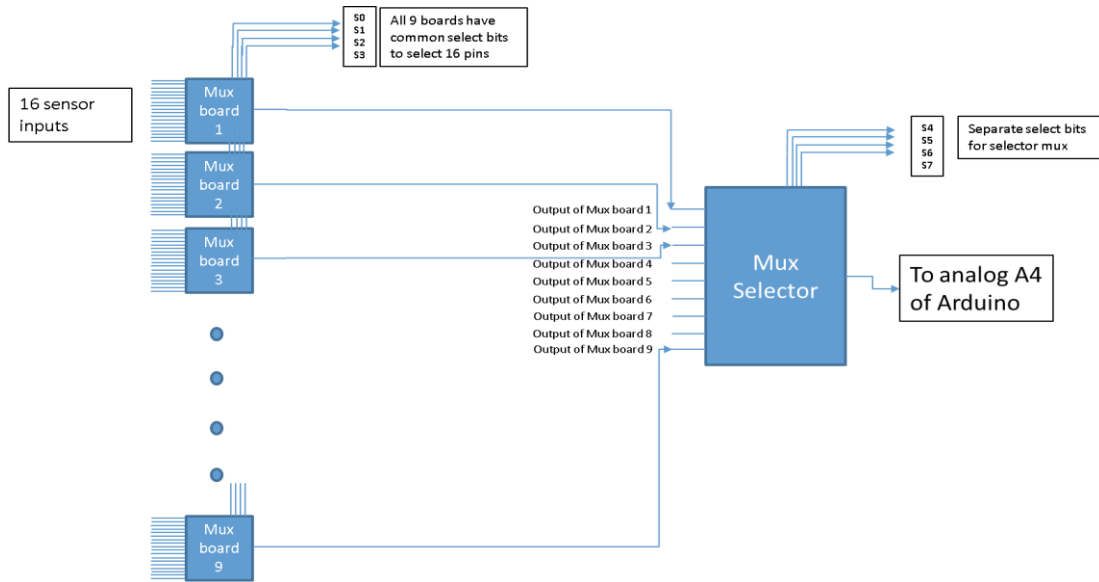 S0
S1
S2
S3
All 9 boards have
common select bits
to select 16 pins
16 sensor
inputs
Mux
board
1
Mux
board
2
Mux
board
3
Mux
board
9
Output of Mux board 1
Output of Mux board 2
Output of Mux board 3
Output of Mux board 4
Output of Mux board 5
Output of Mux board 6
Output of Mux board 7
Output of Mux board 8
Output of Mux board 9
Mux
Selector
S4
S5
S6
S7
Separate select bits
for selector mux
To analog A4
of Arduino